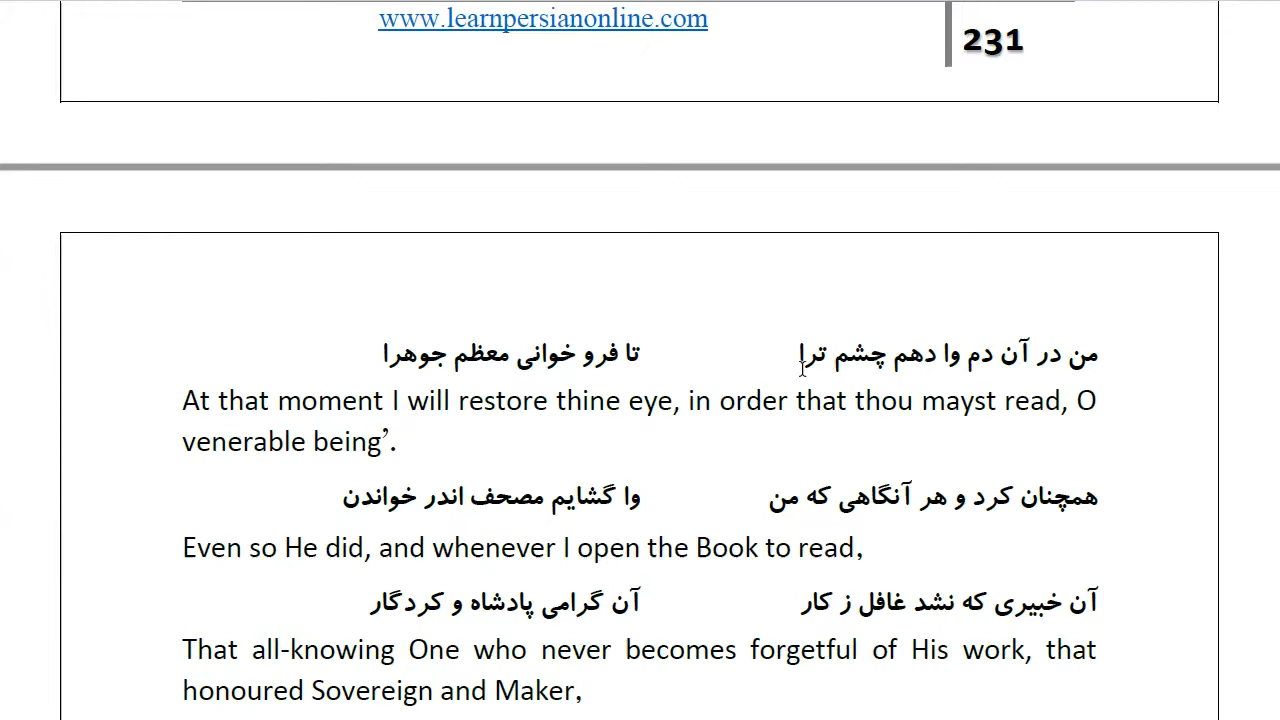 www.learnpersianonline.com
231
من در آن دم وا دهم چشم ترا تا فرو خوانی معظم جوهرا
At that moment I will restore thine eye, in order that thou mayst read, O
venerable being’.
همچنان کرد و هر آنگاهی که من وا گشایم مصحف اندر خواندن
Even so He did, and whenever I open the Book to read,
آن خبیری که نشد غافل ز کار آن گرامی پادشاه و کردگار
That all-knowing One who never becomes forgetful of His work, that
honoured Sovereign and Maker,